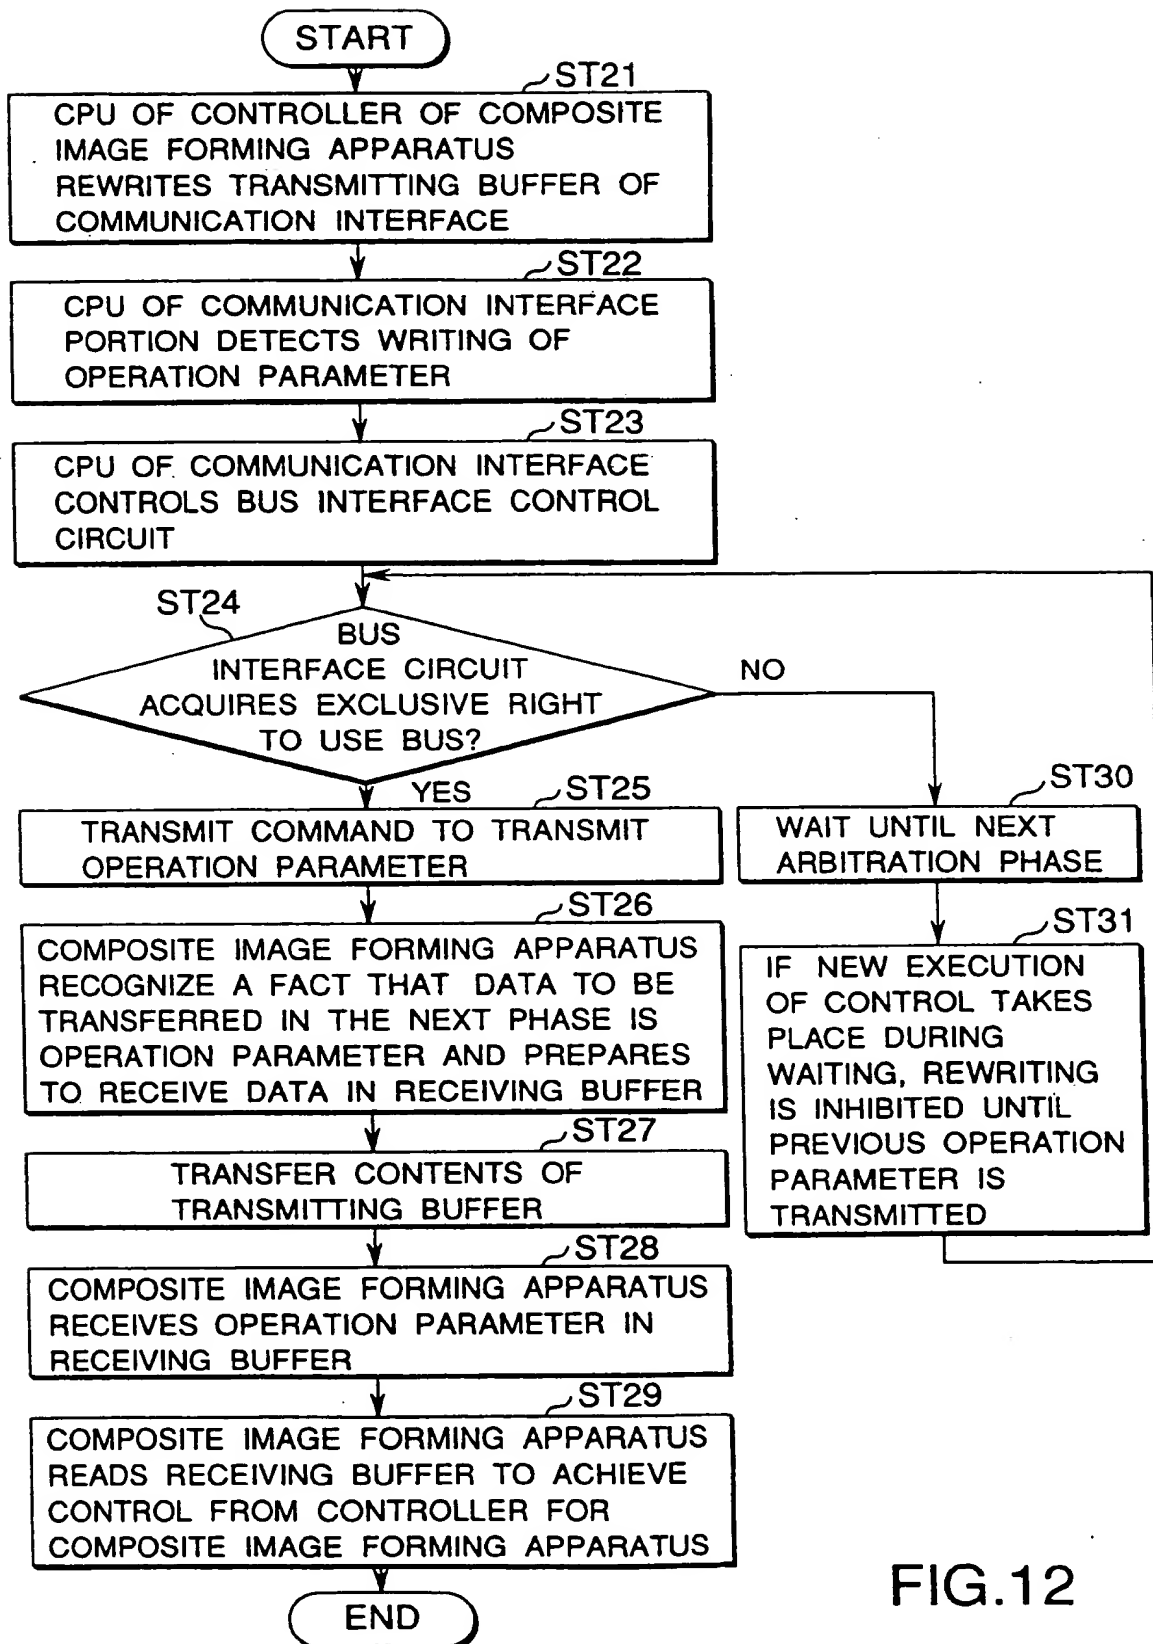 START
ST21
CPU OF CONTROLLER OF COMPOSITE
IMAGE FORMING APPARATUS
REWRITES TRANSMITTING BUFFER OF
COMMUNICATION INTERFACE
ST22
CPU OF COMMUNICATION INTERFACE
PORTION DETECTS WRITING OF
OPERATION PARAMETER
ST23
CPU OF COMMUNICATION INTERFACE
CONTROLS BUS INTERFACE CONTROL
CIRCUIT
ST24
BUS
INTERFACE CIRCUIT
ACQUIRES EXCLUSIVE RIGHT
TO USE BUS?
NO
YES
ST25
TRANSMIT COMMAND TO TRANSMIT
OPERATION PARAMETER
ST26
COMPOSITE IMAGE FORMING APPARATUS
RECOGNIZE A FACT THAT DATA TO BE
TRANSFERRED IN THE NEXT PHASE IS
OPERATION PARAMETER AND PREPARES
TO RECEIVE DATA IN RECEIVING BUFFER
ST27
TRANSFER CONTENTS OF
TRANSMITTING BUFFER
ST28
COMPOSITE IMAGE FORMING APPARATUS
RECEIVES OPERATION PARAMETER IN
RECEIVING BUFFER
ST29
COMPOSITE IMAGE FORMING APPARATUS
READS RECEIVING BUFFER TO ACHIEVE
CONTROL FROM CONTROLLER FOR
COMPOSITE IMAGE FORMING APPARATUS
END
ST30
WAIT UNTIL NEXT
ARBITRATION PHASE
ST31
IF NEW EXECUTION
OF CONTROL TAKES
PLACE DURING
WAITING, REWRITING
IS INHIBITED UNTIL
PREVIOUS OPERATION
PARAMETER IS
TRANSMITTED
FIG.12